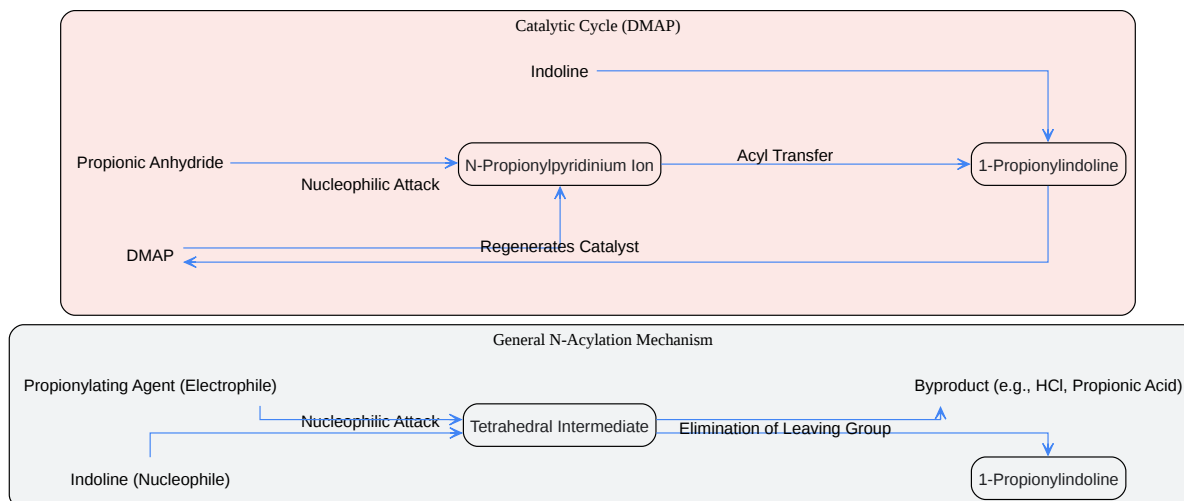 Catalytic Cycle (DMAP)
Indoline
Propionic Anhydride
N-Propionylpyridinium Ion
Acyl Transfer
1-Propionylindoline
Nucleophilic Attack
DMAP
Regenerates Catalyst
General N-Acylation Mechanism
Propionylating Agent (Electrophile)
Byproduct (e.g., HCl, Propionic Acid)
Nucleophilic Attack
Tetrahedral Intermediate
Elimination of Leaving Group
Indoline (Nucleophile)
1-Propionylindoline